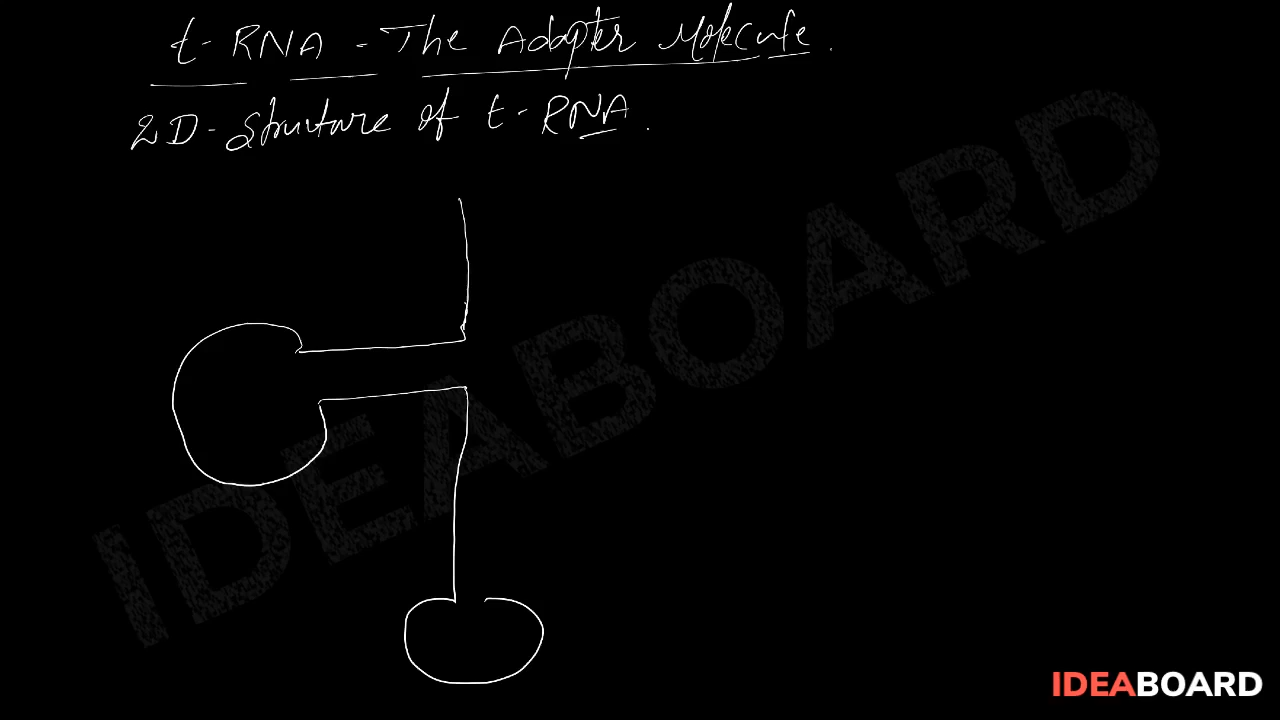 t-RNA - The Adapter Molecule.
2D-Structure of t-RNA.
IDEABOARD
IDEABOARD